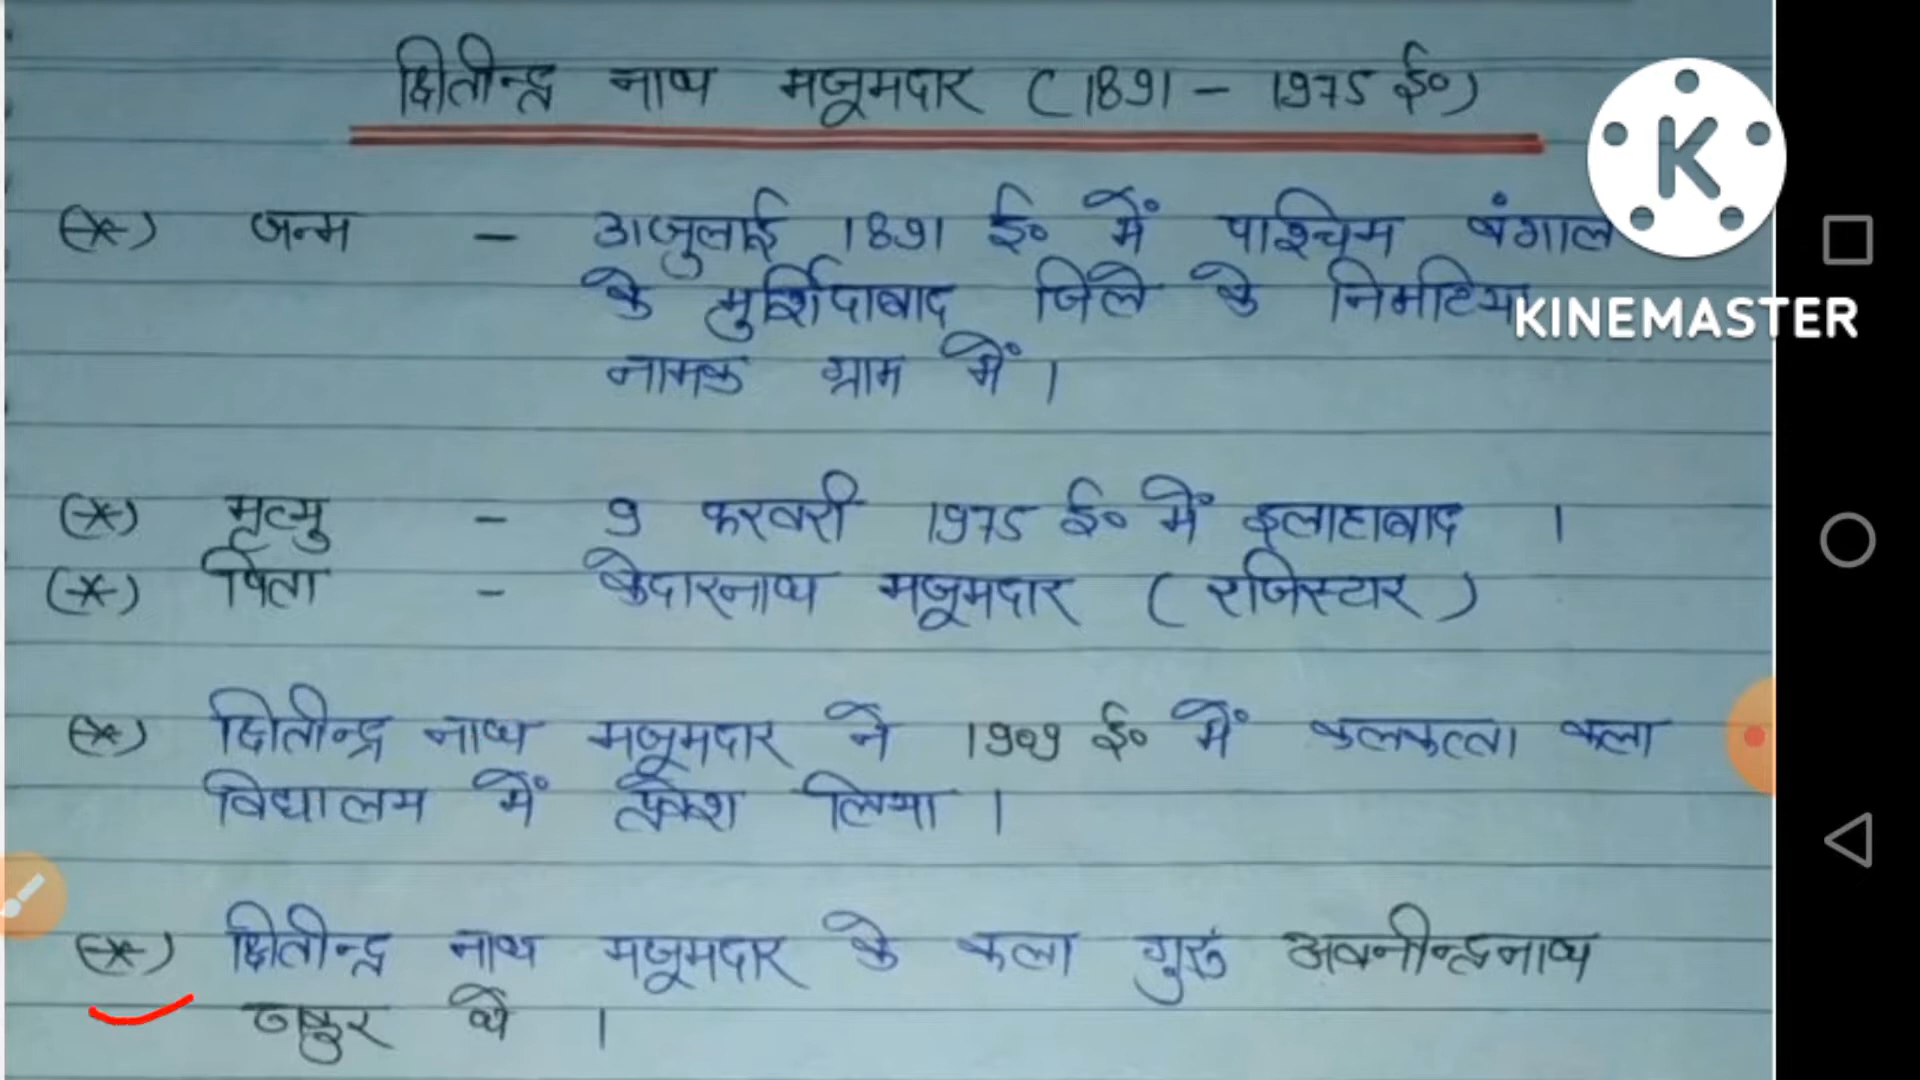 क्षितीन्द्र नाथ मजूमदार ( 1891 - 1975 ई० )
(*) जन्म - 31 जुलाई 1891 ई० में पश्चिम बंगाल
के मुर्शिदाबाद जिले के निमटिया
नामक ग्राम में ।
(*) मृत्यु - 9 फरवरी 1975 ई० में इलाहाबाद ।
(*) पिता - केदारनाथ मजूमदार ( रजिस्टार )
(*) क्षितीन्द्र नाथ मजूमदार ने 1909 ई० में कलकत्ता कला
विद्यालय में प्रवेश लिया ।
(*) क्षितीन्द्र नाथ मजूमदार के कला गुरु अवनीन्द्रनाथ
ठाकुर थे ।
K
KINEMASTER